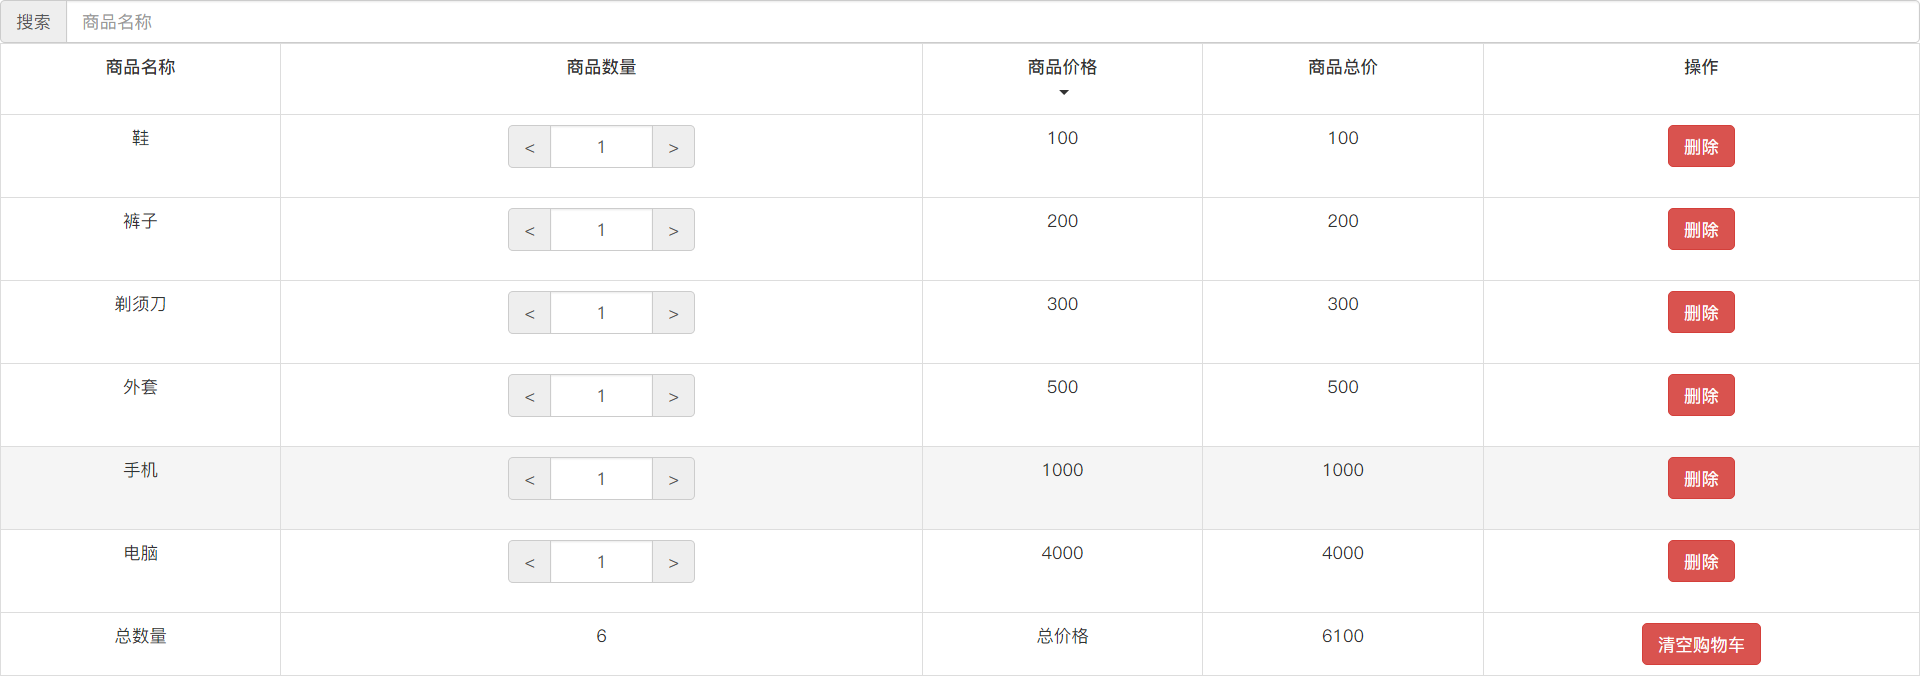 搜索 商品名称
商品名称 商品数量 商品价格 商品总价 操作
鞋 < 1 > 100 100 删除
裤子 < 1 > 200 200 删除
剃须刀 < 1 > 300 300 删除
外套 < 1 > 500 500 删除
手机 < 1 > 1000 1000 删除
电脑 < 1 > 4000 4000 删除
总数量 6 总价格 6100 清空购物车